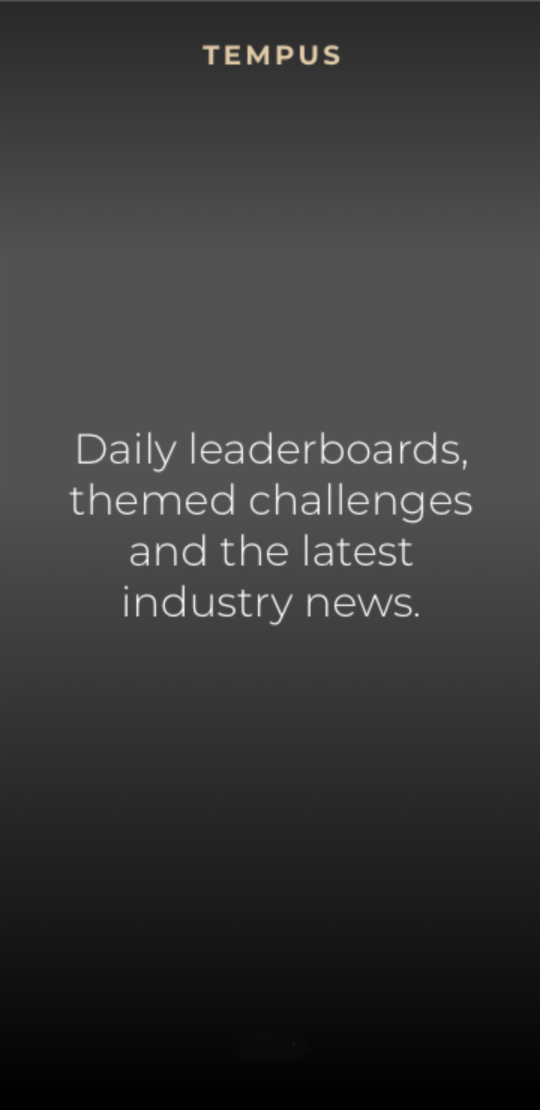 TEMPUS
Daily leaderboards,
themed challenges
and the latest
industry news.